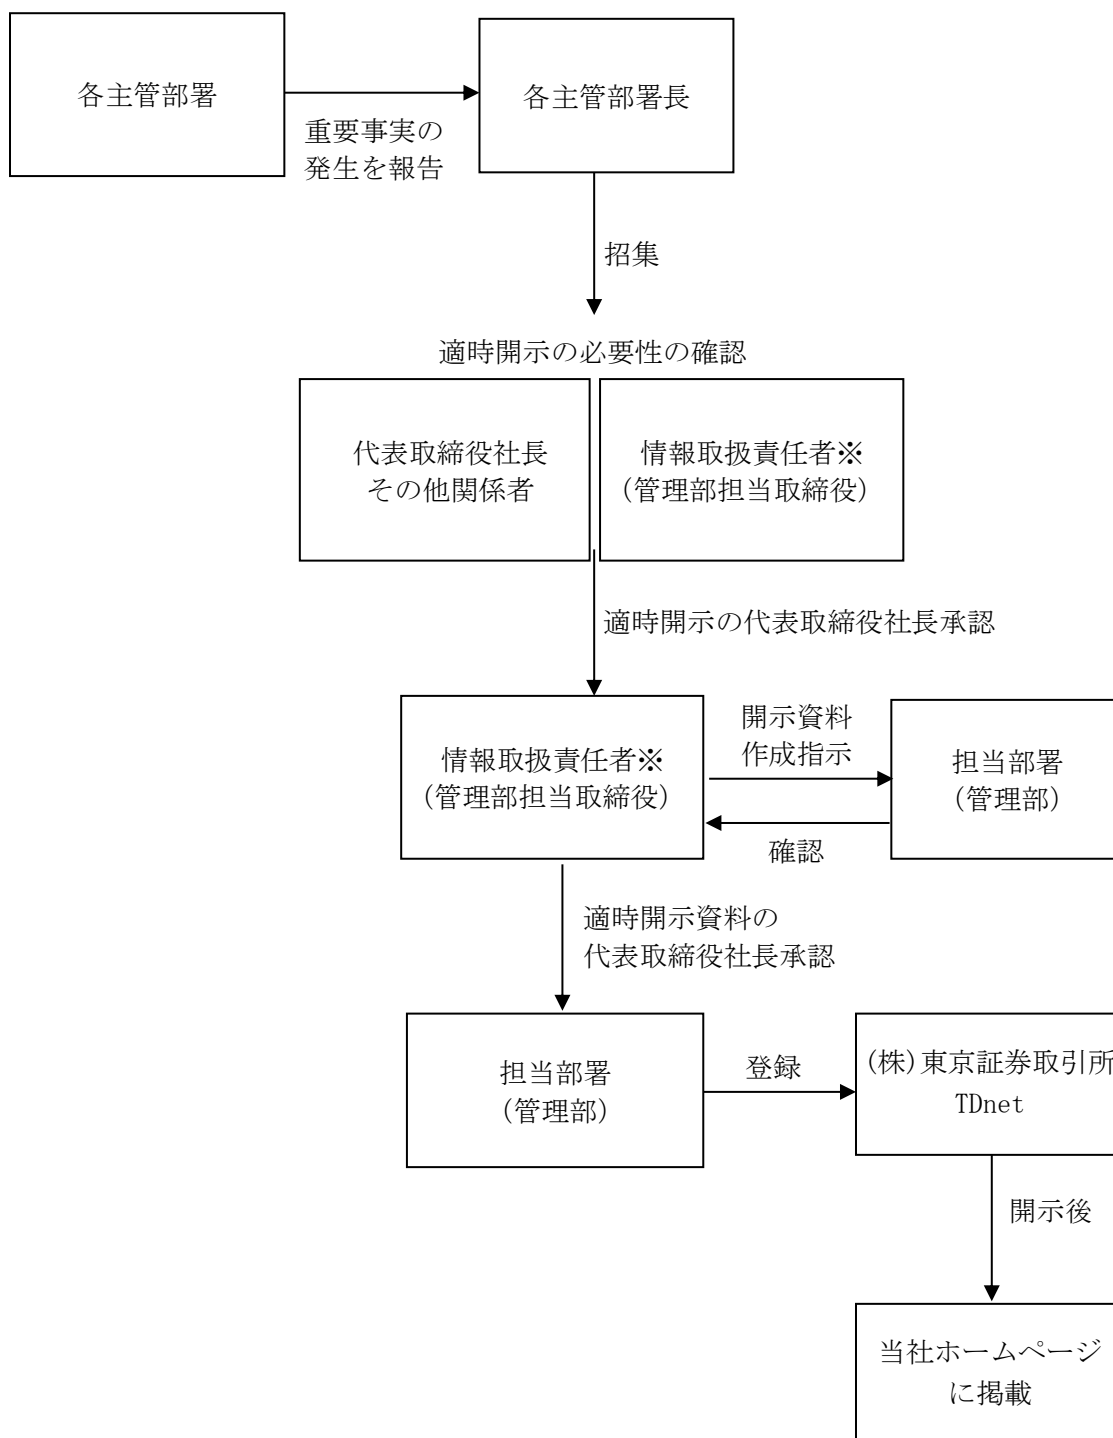 各主管部署
各主管部署長
重要事実の
発生を報告
招集
適時開示の必要性の確認
代表取締役社長
その他関係者
情報取扱責任者※
(管理部担当取締役)
適時開示の代表取締役社長承認
情報取扱責任者※
(管理部担当取締役)
開示資料
作成指示
確認
担当部署
(管理部)
適時開示資料の
代表取締役社長承認
担当部署
(管理部)
登録
(株)東京証券取引所
TDnet
開示後
当社ホームページ
に掲載